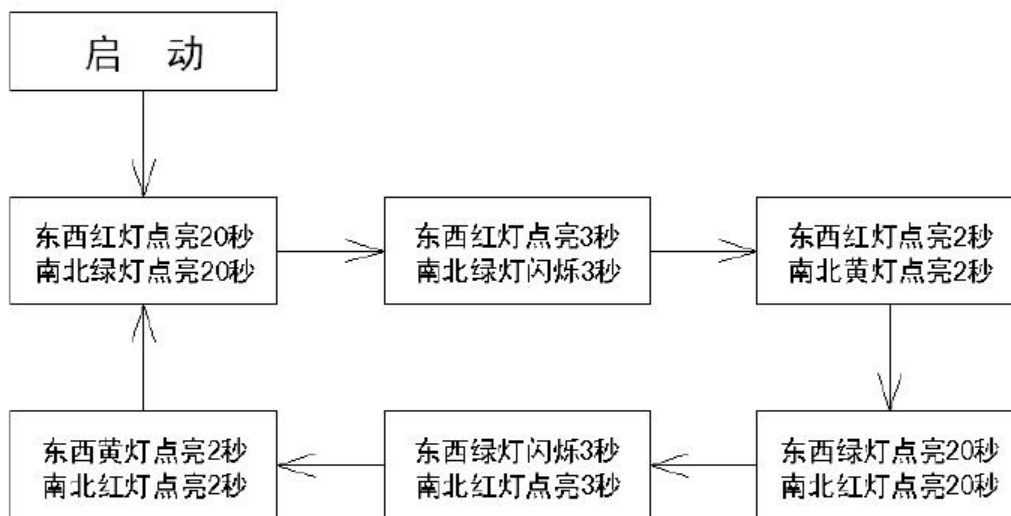 启 动
东西红灯点亮20秒
南北绿灯点亮20秒
东西红灯点亮3秒
南北绿灯闪烁3秒
东西红灯点亮2秒
南北黄灯点亮2秒
东西黄灯点亮2秒
南北红灯点亮2秒
东西绿灯闪烁3秒
南北红灯点亮3秒
东西绿灯点亮20秒
南北红灯点亮20秒